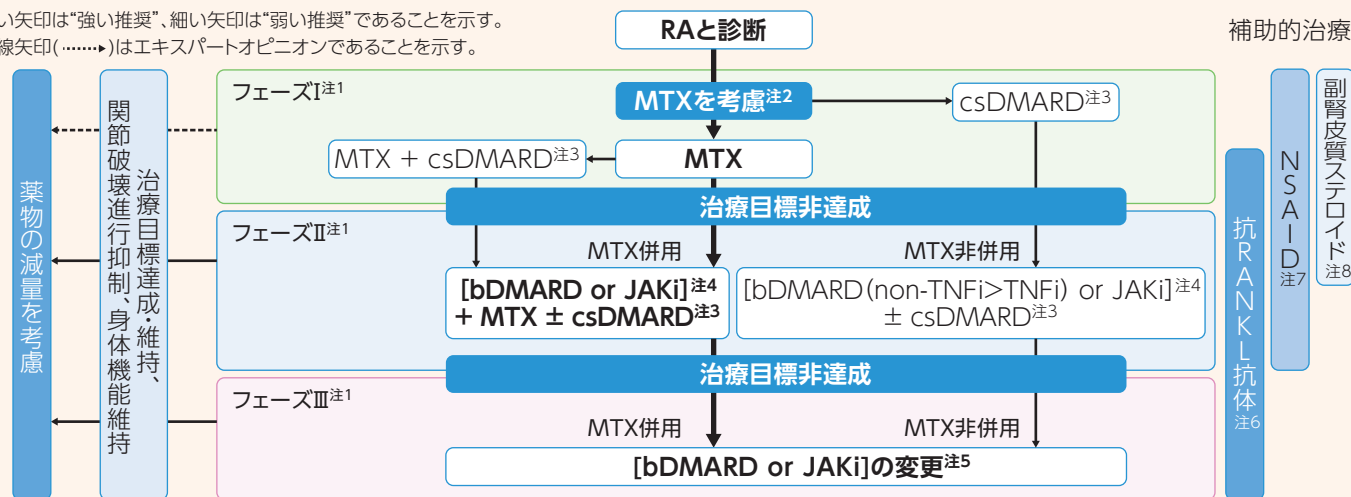 い矢印は“強い推奨”、細い矢印は“弱い推奨”であることを示す。
線矢印(········▸)はエキスパートオピニオンであることを示す。
RAと診断
補助的治療
フェーズⅠ注1
MTXを考慮注2
csDMARD注3
MTX + csDMARD注3
MTX
治療目標非達成
フェーズⅡ注1
MTX併用
MTX非併用
[bDMARD or JAKi]注4
+ MTX ± csDMARD注3
[bDMARD(non-TNFi>TNFi) or JAKi]注4
± csDMARD注3
治療目標非達成
フェーズⅢ注1
MTX併用
MTX非併用
[bDMARD or JAKi]の変更注5
薬物の減量を考慮
治療目標達成・維持、
関節破壊進行抑制、身体機能維持
抗RANKL抗体注6
NSAID注7
副腎皮質ステロイド注8